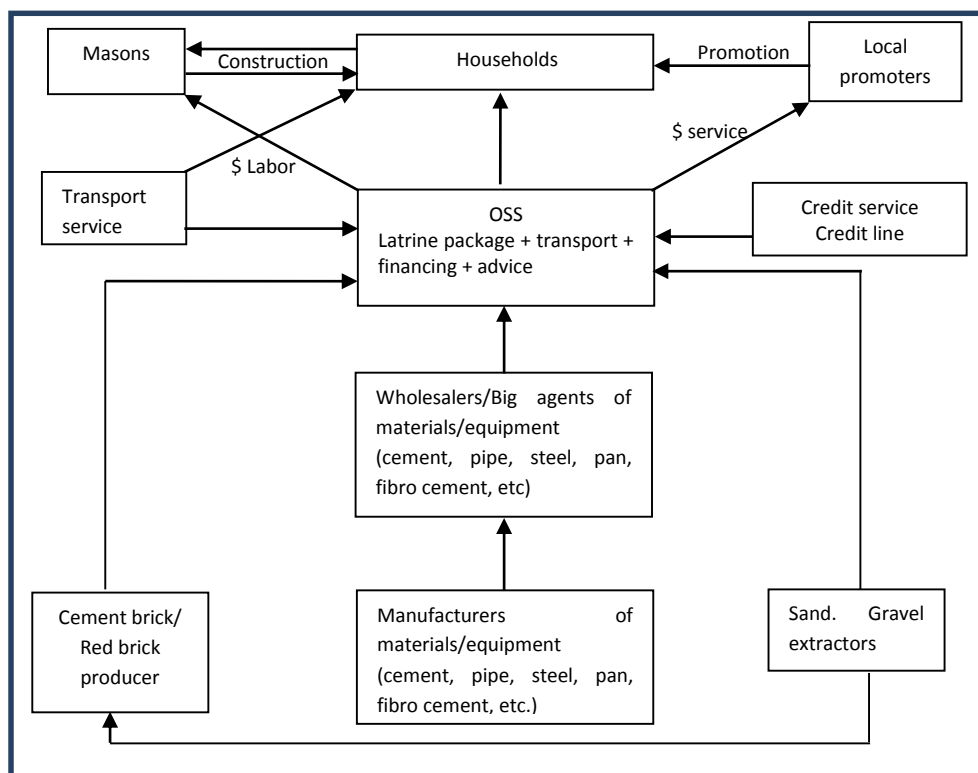 Masons
Construction
Households
Promotion
Local
promoters
$ service
$ Labor
Transport
service
OSS
Latrine package + transport +
financing + advice
Credit service
Credit line
Wholesalers/Big agents of
materials/equipment
(cement, pipe, steel, pan,
fibro cement, etc)
Cement brick/
Red brick
producer
Manufacturers of
materials/equipment
(cement, pipe, steel, pan,
fibro cement, etc.)
Sand. Gravel
extractors